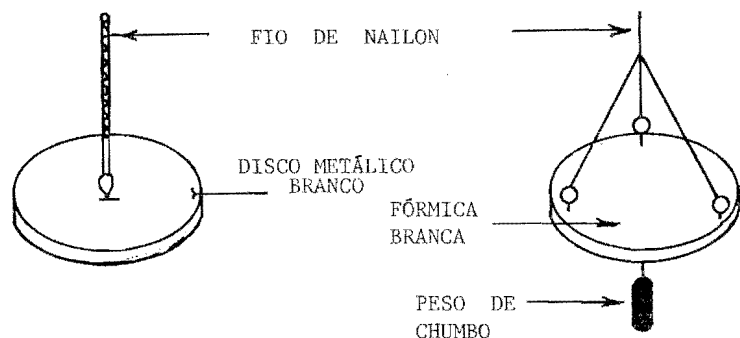 FIO DE NAILON
DISCO METÁLICO
BRANCO
FÓRMICA
BRANCA
PESO DE
CHUMBO